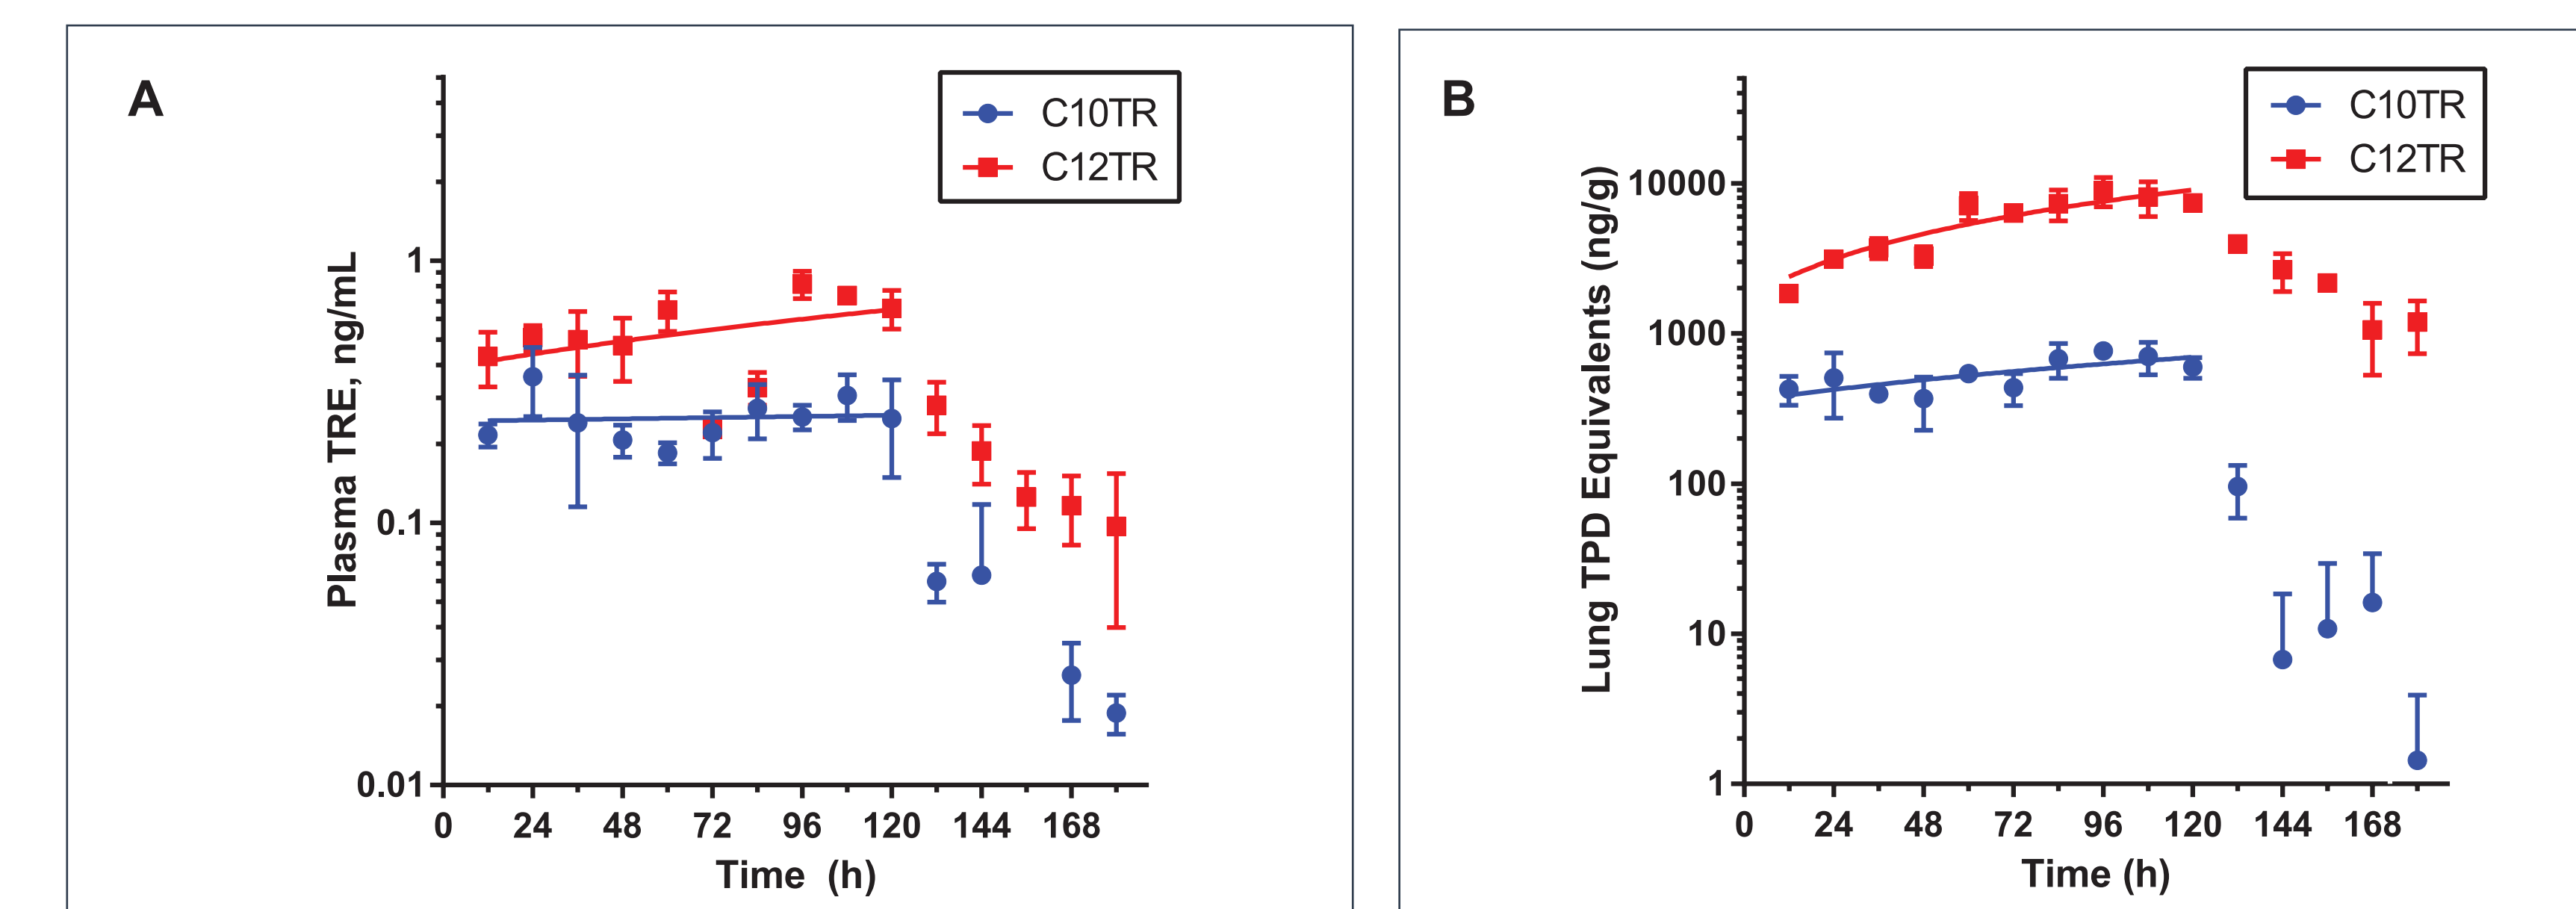 A
C10TR
C12TR
Plasma TRE, ng/mL
1
0.1
0.01
0 24 48 72 96 120 144 168
Time (h)
B
C10TR
C12TR
Lung TPD Equivalents (ng/g)
10000
1000
100
10
1
0 24 48 72 96 120 144 168
Time (h)